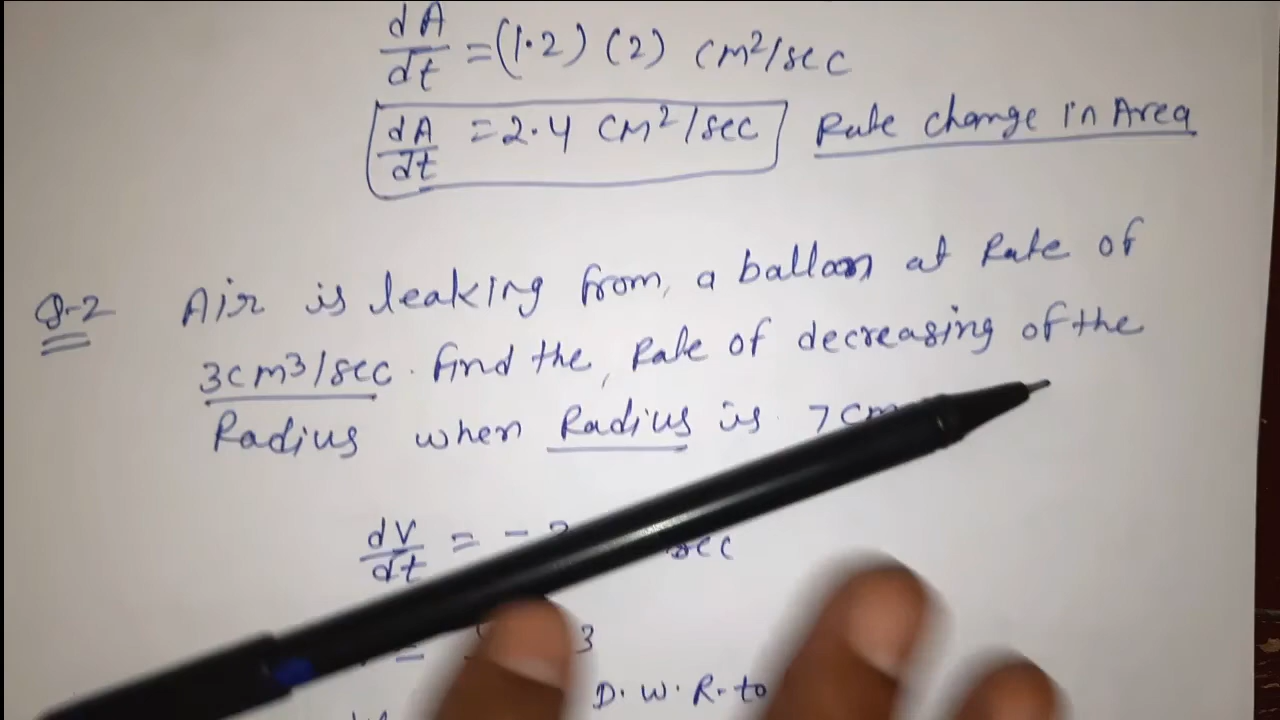 dA/dt = (1.2) (2) cm²/sec
dA/dt = 2.4 cm²/sec Rate change in Area
Q-2 Air is leaking from, a balloon at Rate of
3cm³/sec. find the, Rate of decreasing of the
Radius when Radius is 7cm
dV/dt = - sec
= 3
D. W. R. to